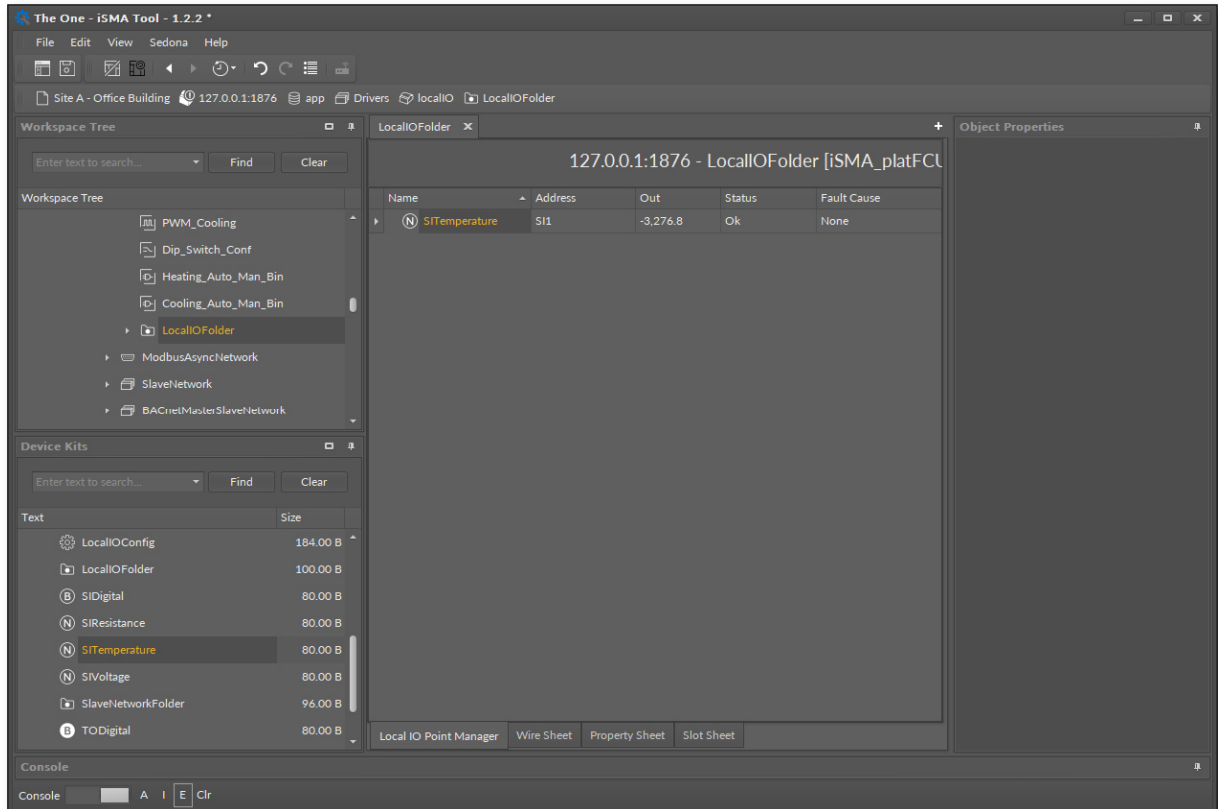 The One - iSMA Tool - 1.2.2 *
File Edit View Sedona Help
Site A - Office Building 127.0.0.1:1876 app Drivers localIO LocalIOFolder
Workspace Tree
Enter text to search... Find Clear
Workspace Tree
PWM_Cooling
Dip_Switch_Conf
Heating_Auto_Man_Bin
Cooling_Auto_Man_Bin
LocalIOFolder
ModbusAsyncNetwork
SlaveNetwork
BACnetMasterSlaveNetwork
Device Kits
Enter text to search... Find Clear
Text Size
LocalIOConfig 184.00 B
LocalIOFolder 100.00 B
B SIDigital 80.00 B
N SIResistance 80.00 B
N SITemperature 80.00 B
N SIVoltage 80.00 B
SlaveNetworkFolder 96.00 B
B TODigital 80.00 B
LocalIOFolder
127.0.0.1:1876 - LocalIOFolder [iSMA_platFCU
Name Address Out Status Fault Cause
N SITemperature SI1 -3,276.8 Ok None
Local IO Point Manager Wire Sheet Property Sheet Slot Sheet
Object Properties
Console
Console A I E Clr